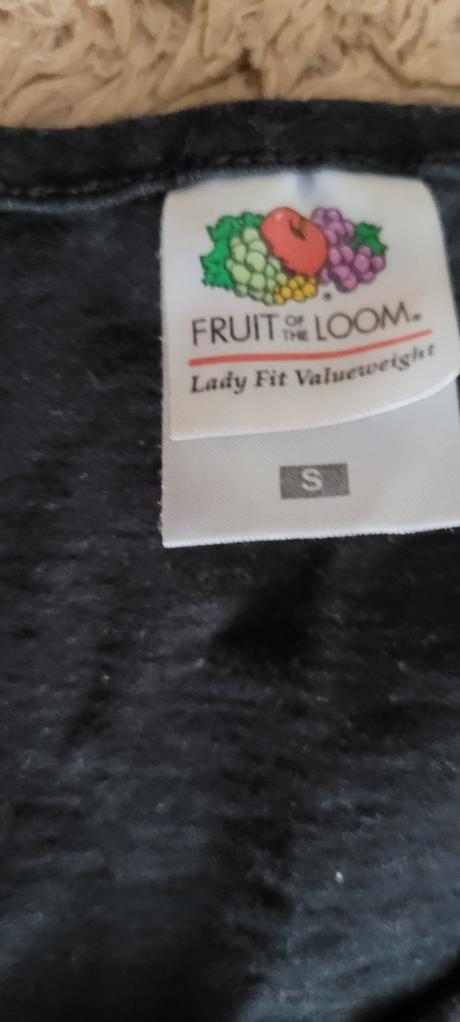 FRUIT OF THE LOOM®
Lady Fit Valueweight
S